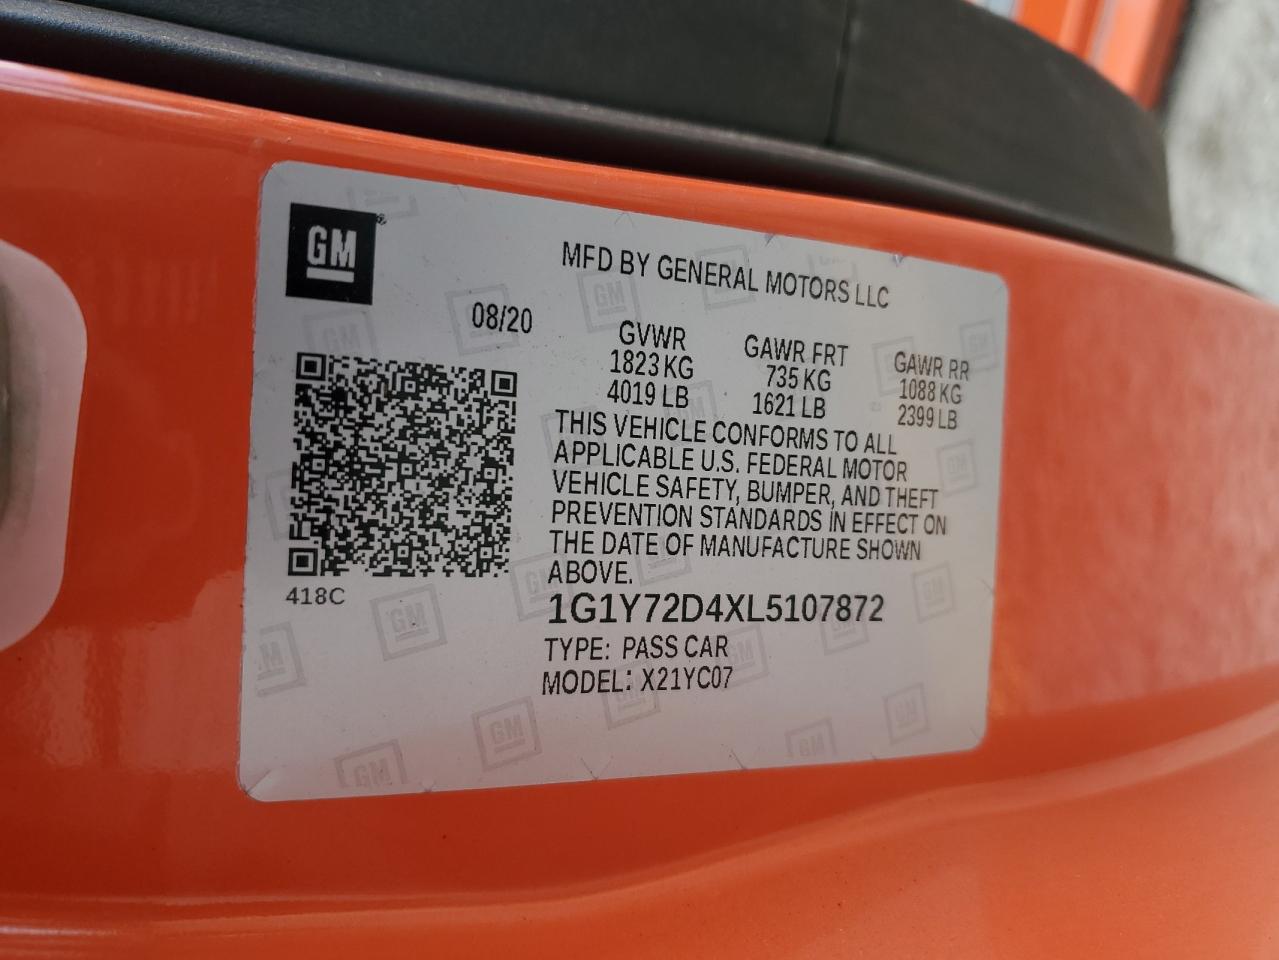 GM
MFD BY GENERAL MOTORS LLC
08/20
GVWR GAWR FRT GAWR RR
1823 KG 735 KG 1088 KG
4019 LB 1621 LB 2399 LB
THIS VEHICLE CONFORMS TO ALL
APPLICABLE U.S. FEDERAL MOTOR
VEHICLE SAFETY, BUMPER, AND THEFT
PREVENTION STANDARDS IN EFFECT ON
THE DATE OF MANUFACTURE SHOWN
ABOVE.
418C
1G1Y72D4XL5107872
TYPE: PASS CAR
MODEL: X21YC07